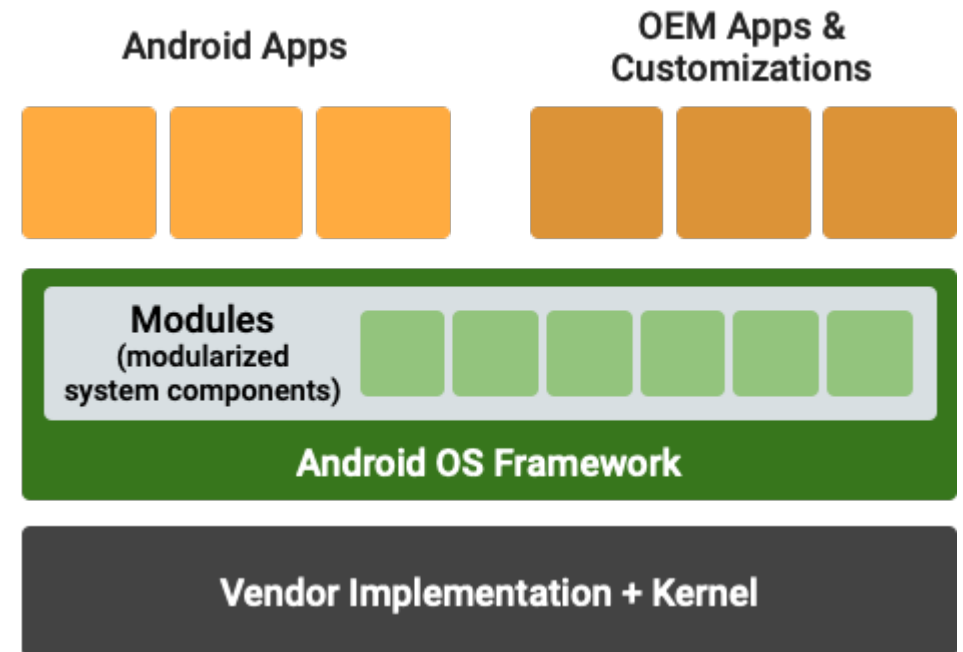 Android Apps
OEM Apps &
Customizations
Modules
(modularized
system components)
Android OS Framework
Vendor Implementation + Kernel